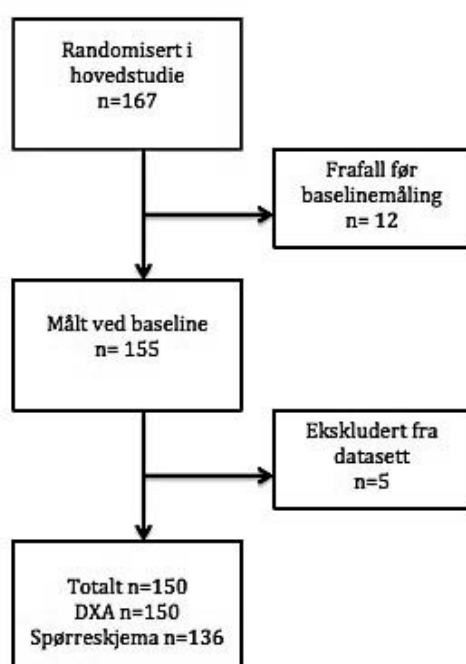 Randomisert i
hovedstudie
n=167
Frafall før
baselinemåling
n= 12
Målt ved baseline
n= 155
Ekskludert fra
datasett
n=5
Totalt n=150
DXA n=150
Spørreskjema n=136